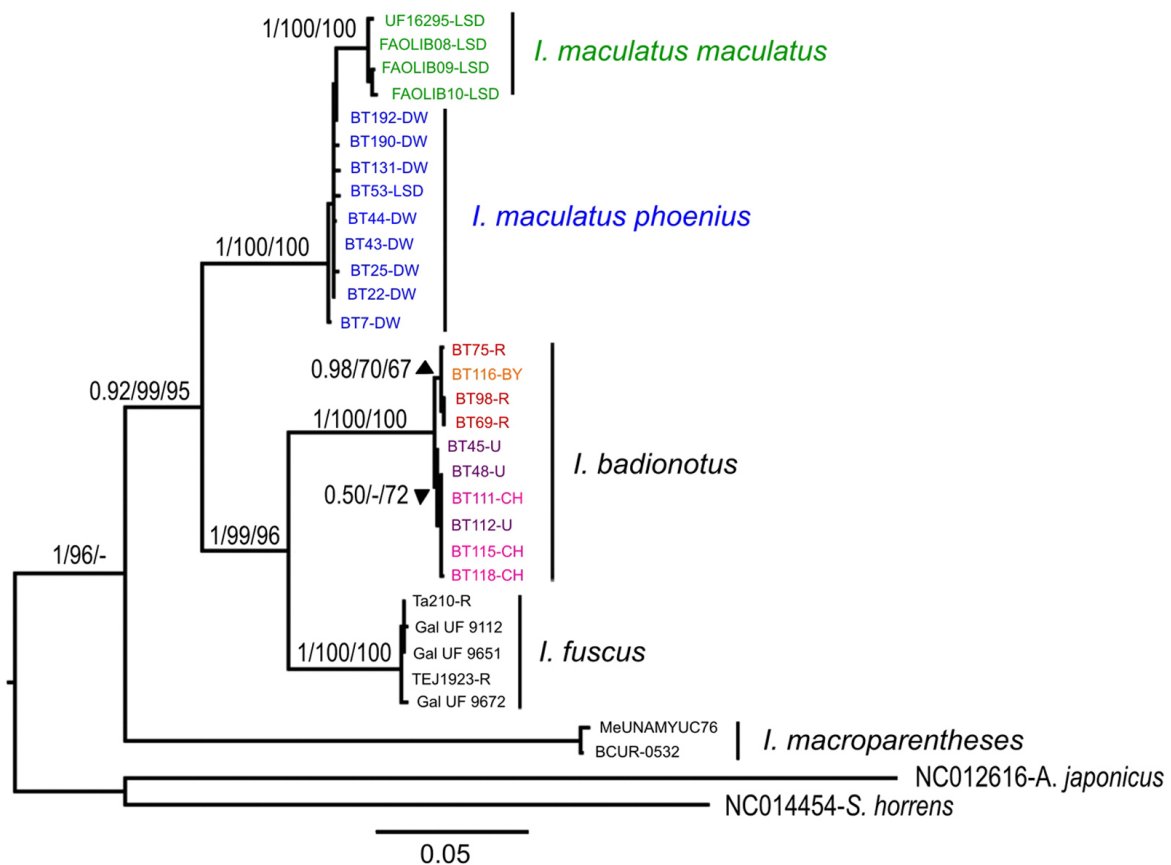 1/100/100
UF16295-LSD
FAOLIB08-LSD
FAOLIB09-LSD
FAOLIB10-LSD
I. maculatus maculatus
BT192-DW
BT190-DW
BT131-DW
BT53-LSD
BT44-DW
BT43-DW
BT25-DW
BT22-DW
BT7-DW
I. maculatus phoenius
1/100/100
0.92/99/95
0.98/70/67
BT75-R
BT116-BY
BT98-R
BT69-R
BT45-U
BT48-U
BT111-CH
BT112-U
BT115-CH
BT118-CH
I. badionotus
1/100/100
0.50/-/72
1/99/96
1/96/-
Ta210-R
Gal UF 9112
Gal UF 9651
TEJ1923-R
Gal UF 9672
I. fuscus
1/100/100
MeUNAMYUC76
BCUR-0532
I. macroparentheses
NC012616-A. japonicus
NC014454-S. horrens
0.05